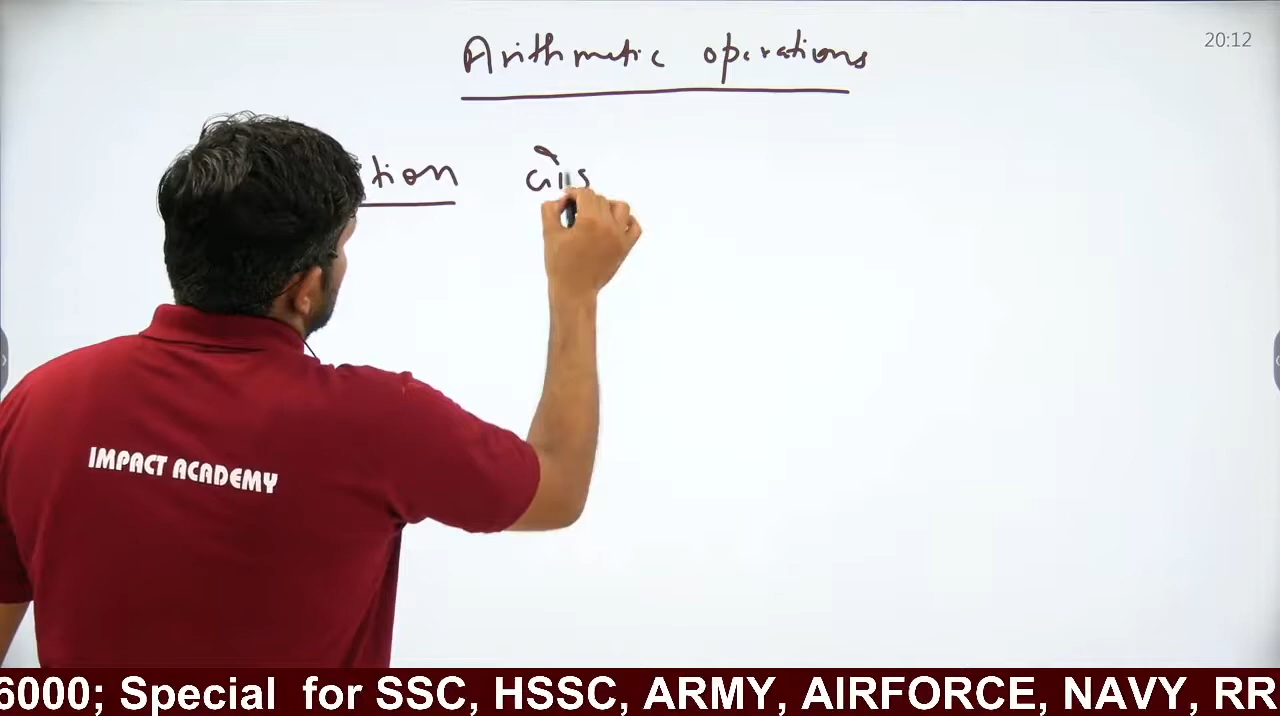 Arithmetic operations
20:12
tion
IMPACT ACADEMY
6000; Special for SSC, HSSC, ARMY, AIRFORCE, NAVY, RR